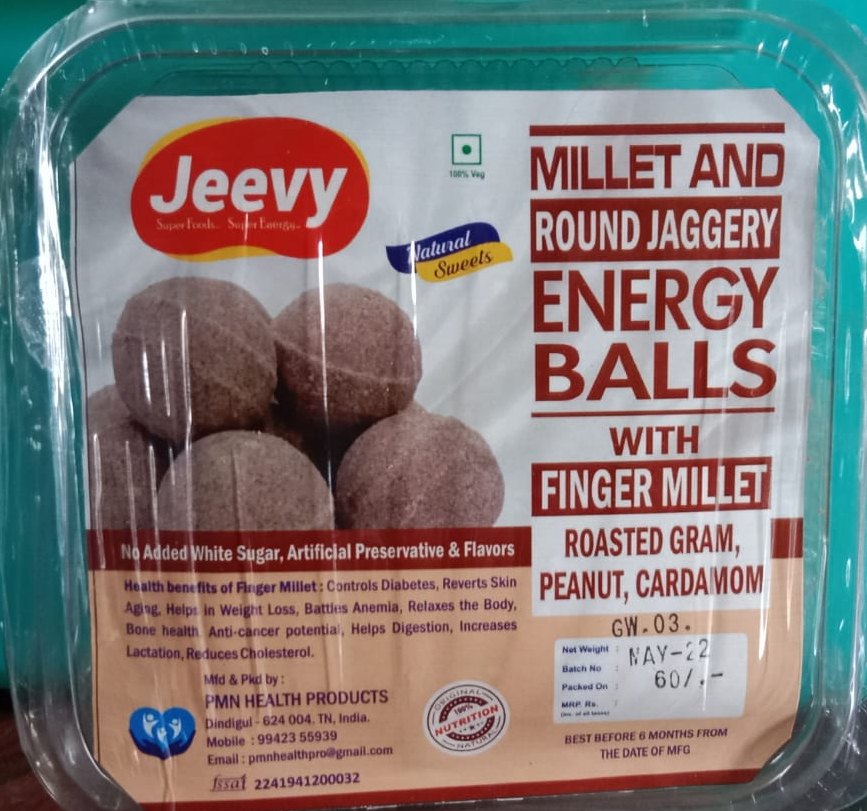 Jeevy
Super Foods... Super Energy...
100% Veg
Natural
Sweets
MILLET AND
ROUND JAGGERY
ENERGY
BALLS
WITH
FINGER MILLET
ROASTED GRAM,
PEANUT, CARDAMOM
No Added White Sugar, Artificial Preservative & Flavors
Health benefits of Finger Millet : Controls Diabetes, Reverts Skin
Aging, Helps in Weight Loss, Battles Anemia, Relaxes the Body,
Bone health, Anti-cancer potential, Helps Digestion, Increases
Lactation, Reduces Cholesterol.
Mfd & Pkd by :
PMN HEALTH PRODUCTS
Dindigul - 624 004. TN, India.
Mobile : 99423 55939
Email : pmnhealthpro@gmail.com
fssai 2241941200032
ORIGINAL
100%
NUTRITION
NATURAL
GW.03.
Net Weight :
Batch No :
Packed On :
MRP. Rs. :
(Inc. of all taxes)
MAY-22
60/.-
BEST BEFORE 6 MONTHS FROM
THE DATE OF MFG